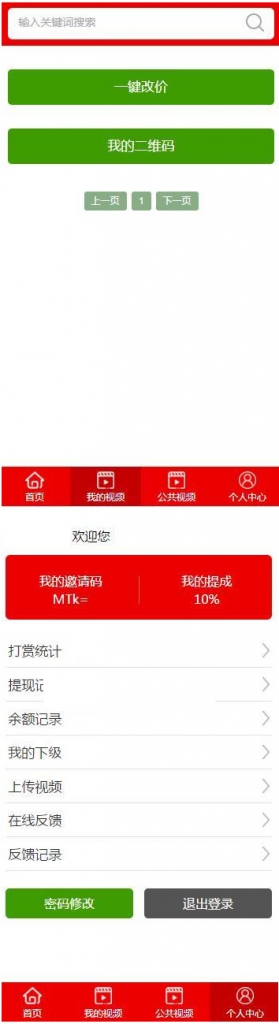 输入关键词搜索
一键改价
我的二维码
上一页 1 下一页
首页 我的视频 公共视频 个人中心
欢迎您
我的邀请码 我的提成
MTk= 10%
打赏统计
提现记
余额记录
我的下级
上传视频
在线反馈
反馈记录
密码修改 退出登录
首页 我的视频 公共视频 个人中心